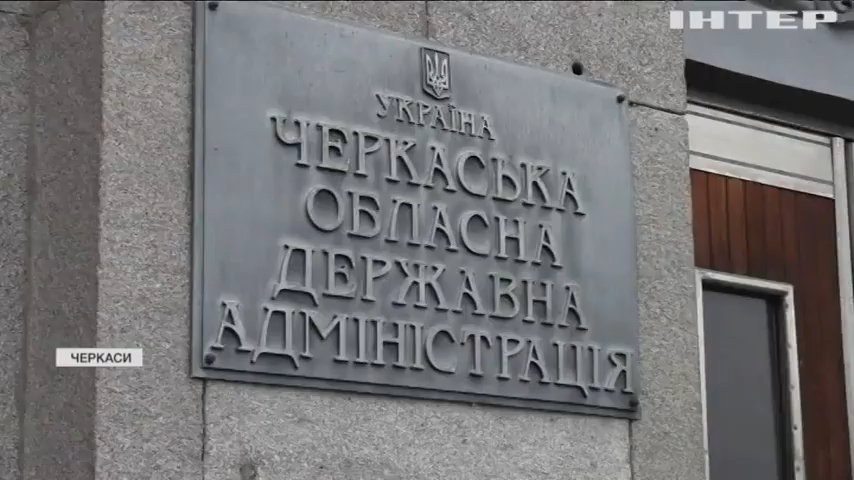 ІНТЕР
УКРАЇНА
ЧЕРКАСЬКА
ОБЛАСНА
ДЕРЖАВНА
АДМІНІСТРАЦІЯ
ЧЕРКАСИ